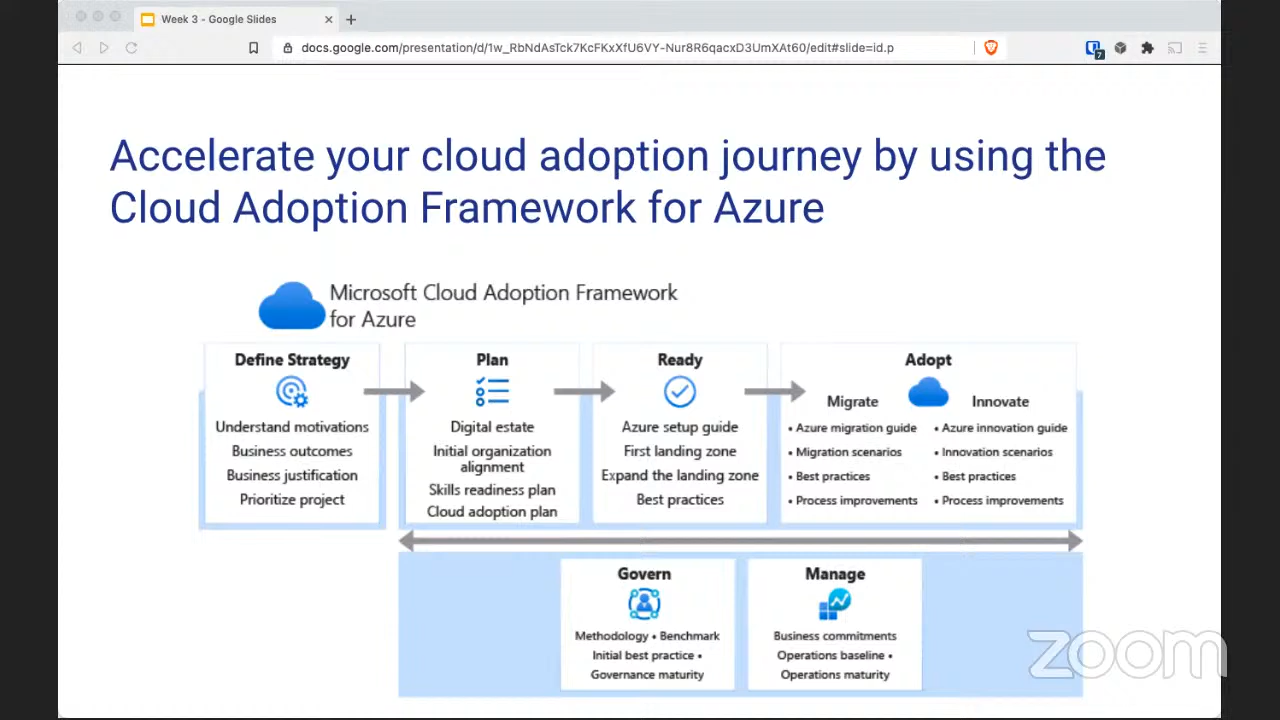 Week 3 - Google Slides
docs.google.com/presentation/d/1w_RbNdAsTck7KcFKxXfU6VY-Nur8R6qacxD3UmXAt60/edit#slide=id.p
7
Accelerate your cloud adoption journey by using the
Cloud Adoption Framework for Azure
Microsoft Cloud Adoption Framework
for Azure
Define Strategy
Understand motivations
Business outcomes
Business justification
Prioritize project
Plan
Digital estate
Initial organization
alignment
Skills readiness plan
Cloud adoption plan
Ready
Azure setup guide
First landing zone
Expand the landing zone
Best practices
Adopt
Migrate
• Azure migration guide
• Migration scenarios
• Best practices
• Process improvements
Innovate
• Azure innovation guide
• Innovation scenarios
• Best practices
• Process improvements
Govern
Methodology • Benchmark
Initial best practice •
Governance maturity
Manage
Business commitments
Operations baseline •
Operations maturity
zoom